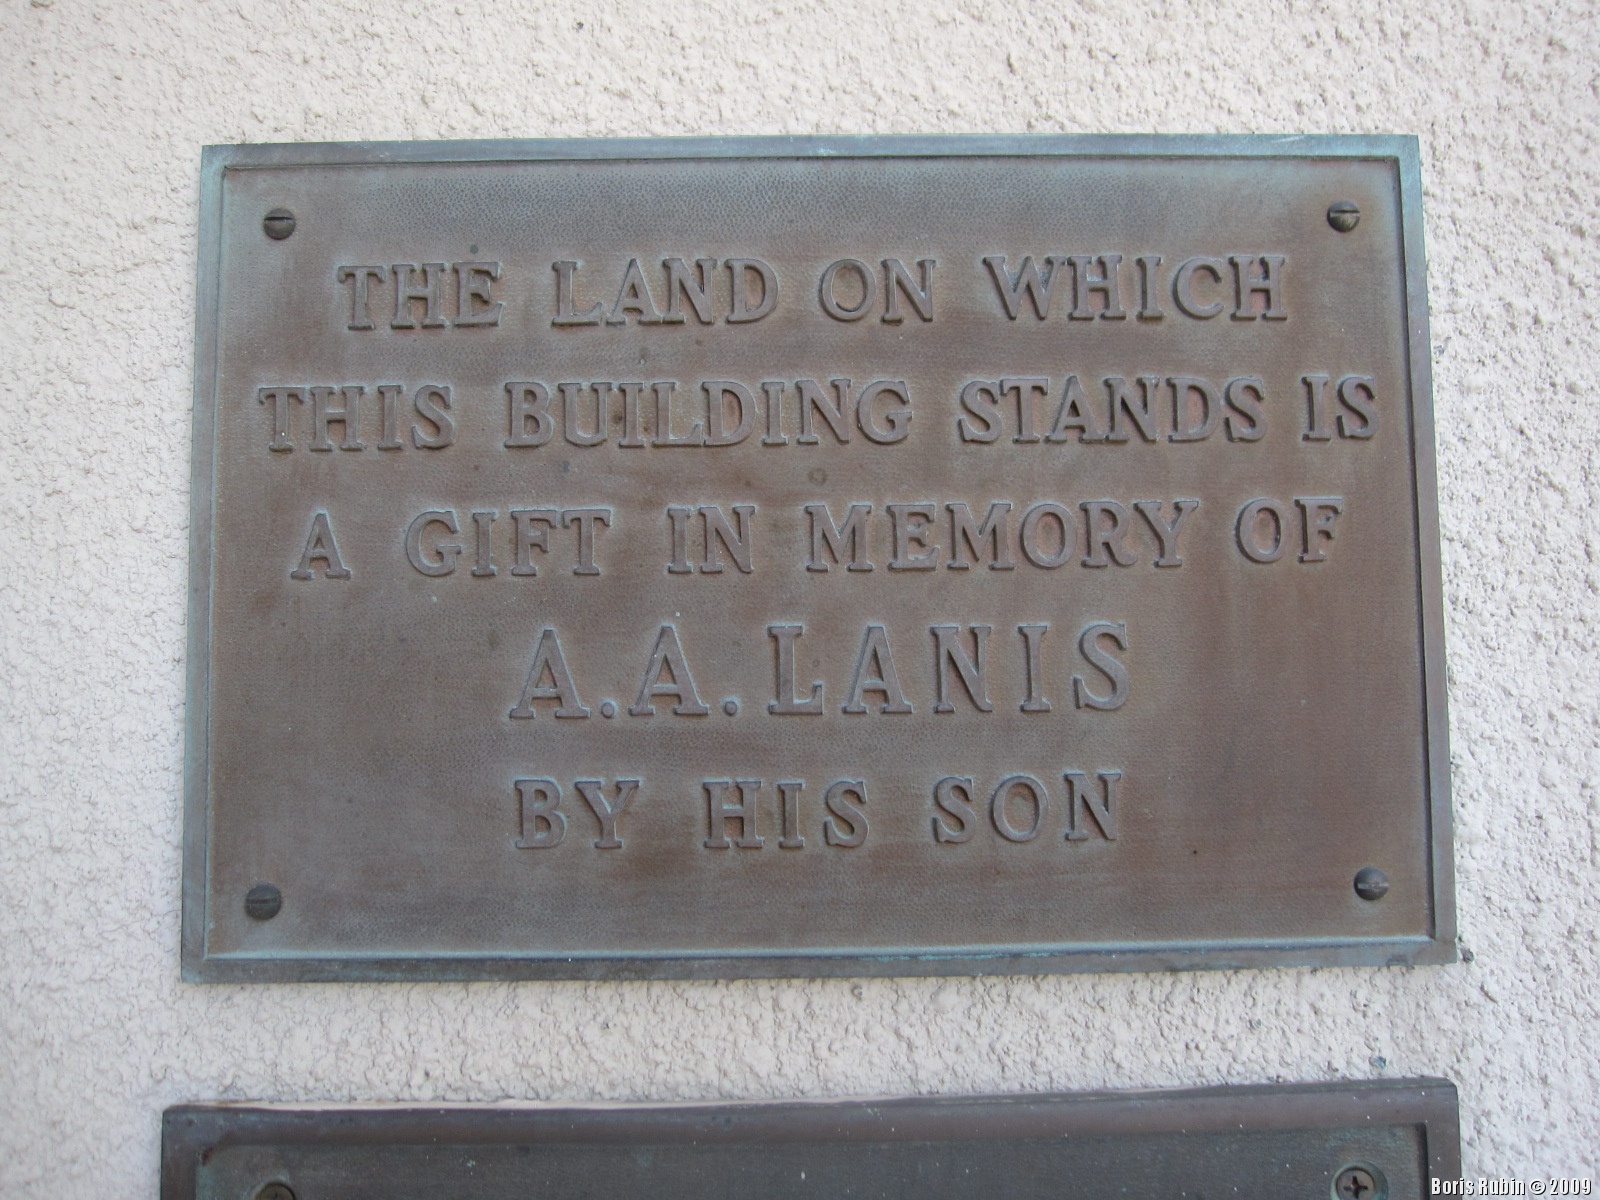 THE LAND ON WHICH
THIS BUILDING STANDS IS
A GIFT IN MEMORY OF
A.A.LANIS
BY HIS SON
Boris Rubin © 2009